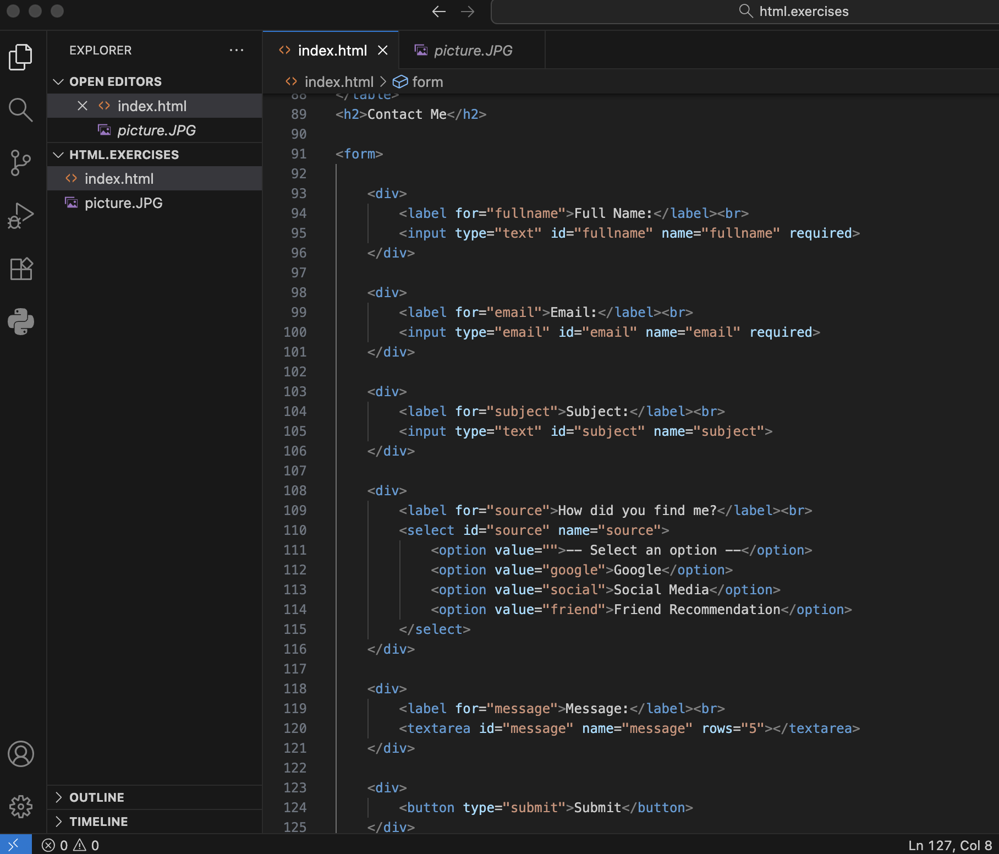 html.exercises
EXPLORER
index.html
picture.JPG
OPEN EDITORS
index.html
picture.JPG
HTML.EXERCISES
index.html
picture.JPG
index.html > form
88 </table>
89 <h2>Contact Me</h2>
90
91 <form>
92
93 <div>
94 <label for="fullname">Full Name:</label><br>
95 <input type="text" id="fullname" name="fullname" required>
96 </div>
97
98 <div>
99 <label for="email">Email:</label><br>
100 <input type="email" id="email" name="email" required>
101 </div>
102
103 <div>
104 <label for="subject">Subject:</label><br>
105 <input type="text" id="subject" name="subject">
106 </div>
107
108 <div>
109 <label for="source">How did you find me?</label><br>
110 <select id="source" name="source">
111 <option value="">-- Select an option --</option>
112 <option value="google">Google</option>
113 <option value="social">Social Media</option>
114 <option value="friend">Friend Recommendation</option>
115 </select>
116 </div>
117
118 <div>
119 <label for="message">Message:</label><br>
120 <textarea id="message" name="message" rows="5"></textarea>
121 </div>
122
123 <div>
124 <button type="submit">Submit</button>
125 </div>
OUTLINE
TIMELINE
0 0
Ln 127, Col 8